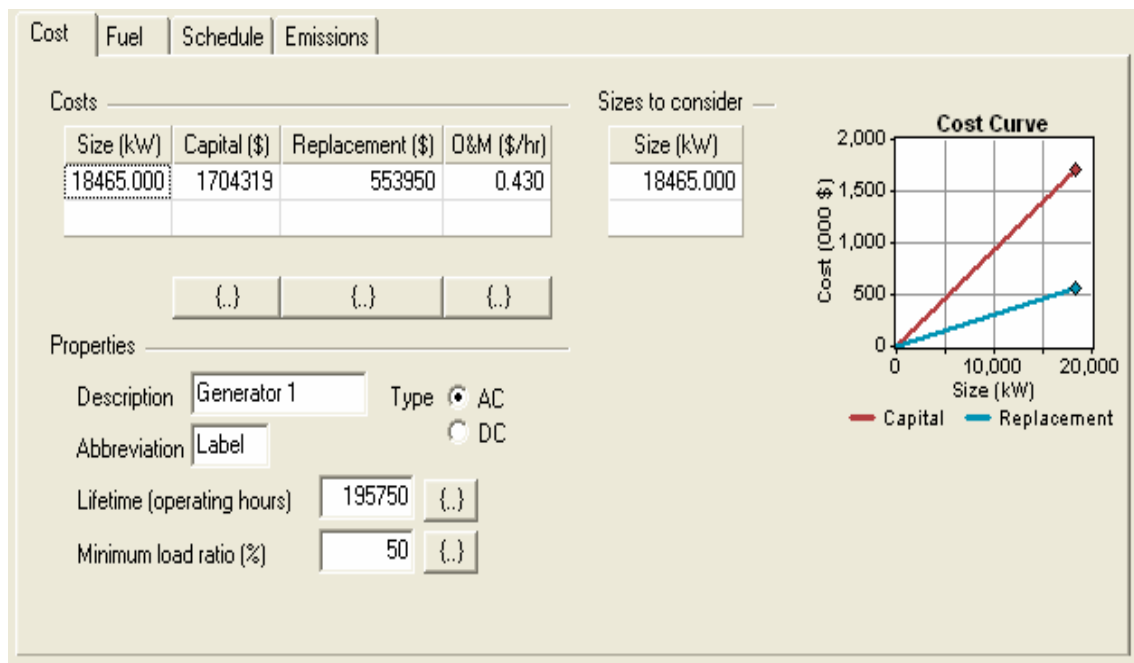 Cost Fuel Schedule Emissions
Costs
Size (kW) Capital ($) Replacement ($) O&M ($/hr)
18465.000 1704319 553950 0.430
{..} {..} {..}
Sizes to consider
Size (kW)
18465.000
Cost Curve
2,000
1,500
1,000
500
0
Cost (000 $)
0 10,000 20,000
Size (kW)
Capital Replacement
Properties
Description Generator 1 Type AC
DC
Abbreviation Label
Lifetime (operating hours) 195750 {..}
Minimum load ratio (%) 50 {..}